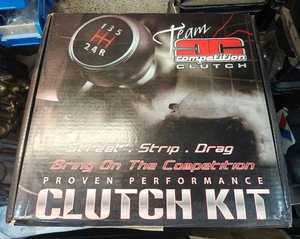 1 3 5
2 4 R
Team
CC
competition
CLUTCH
Street . Strip . Drag
Bring On The Competition
PROVEN PERFORMANCE
CLUTCH KIT